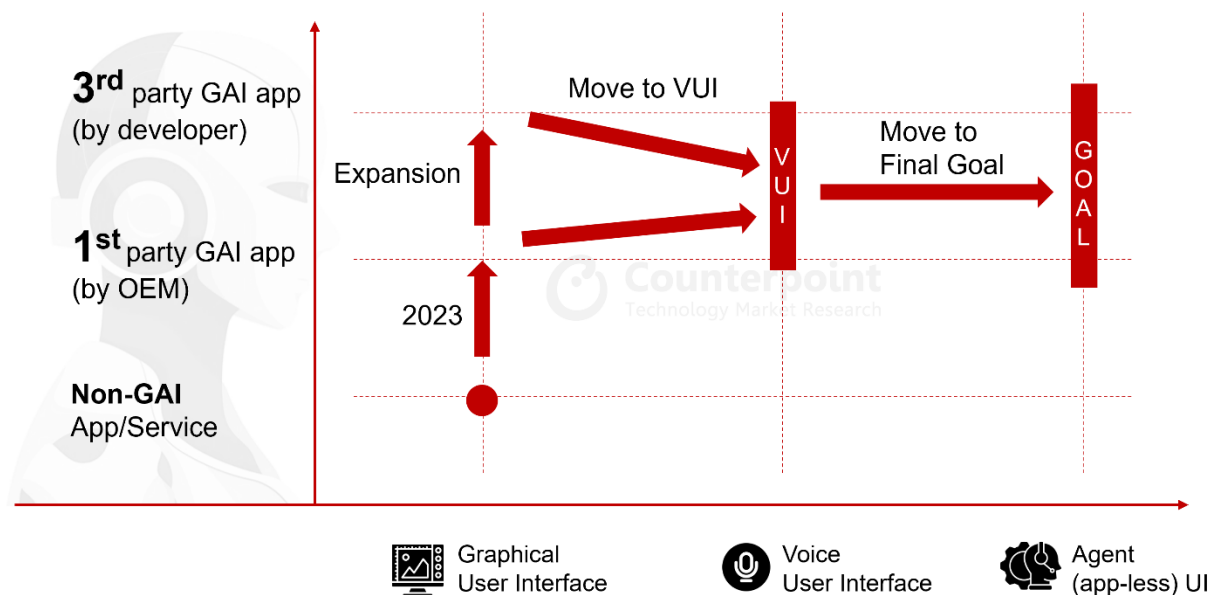 3rd party GAI app
(by developer)
Move to VUI
Move to
Final Goal
Expansion
VUI
GOAL
1st party GAI app
(by OEM)
Counterpoint
Technology Market Research
2023
Non-GAI
App/Service
Graphical
User Interface
Voice
User Interface
Agent
(app-less) UI